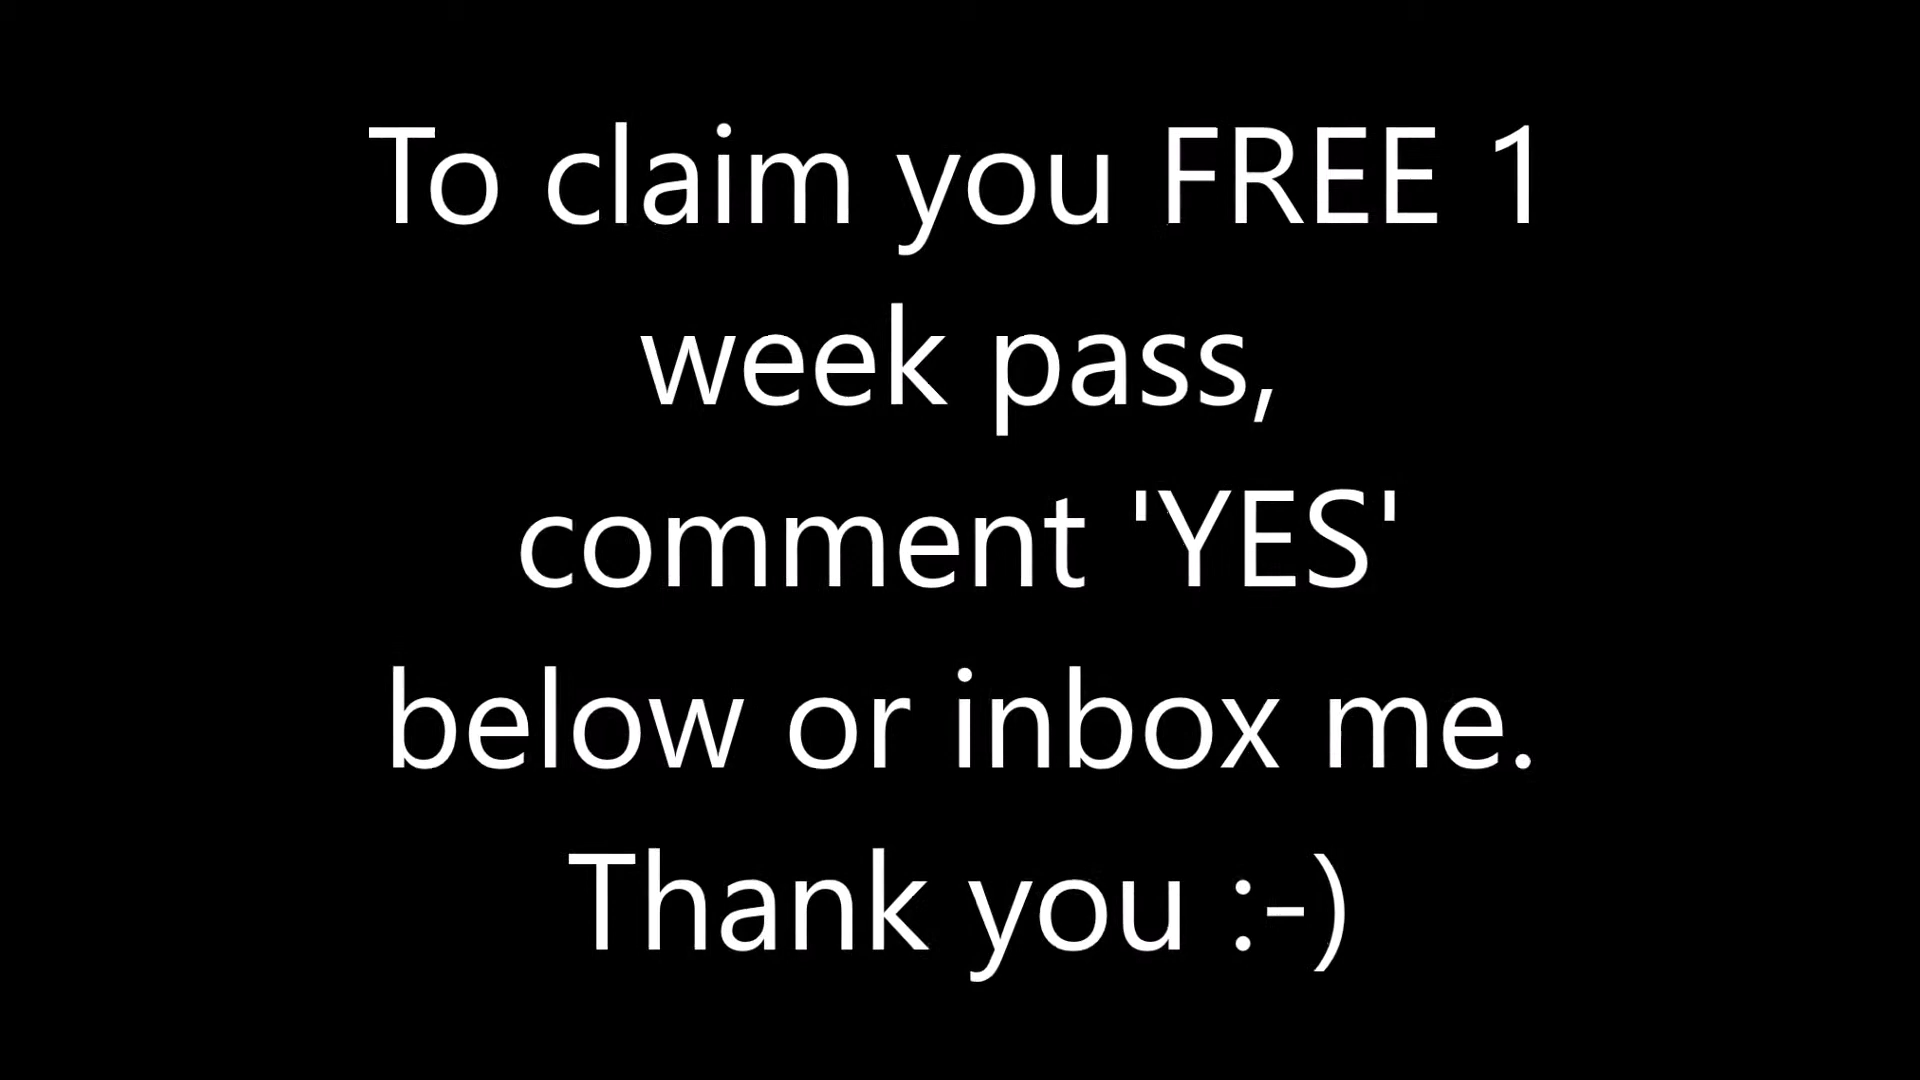 To claim you FREE 1
week pass,
comment 'YES'
below or inbox me.
Thank you :-)